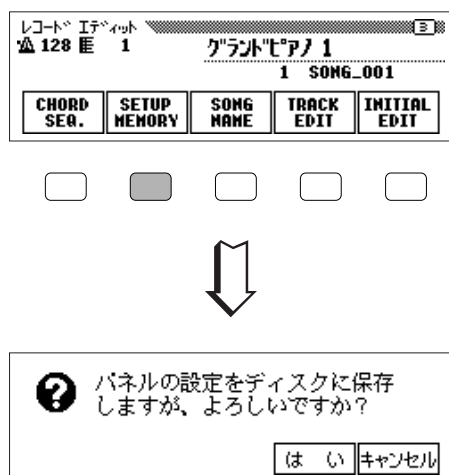 レコード エディット 3
128 1 グランドピアノ 1
1 SONG_001
CHORD SEQ. SETUP MEMORY SONG NAME TRACK EDIT INITIAL EDIT
? パネルの設定をディスクに保存
しますが、よろしいですか?
はい キャンセル